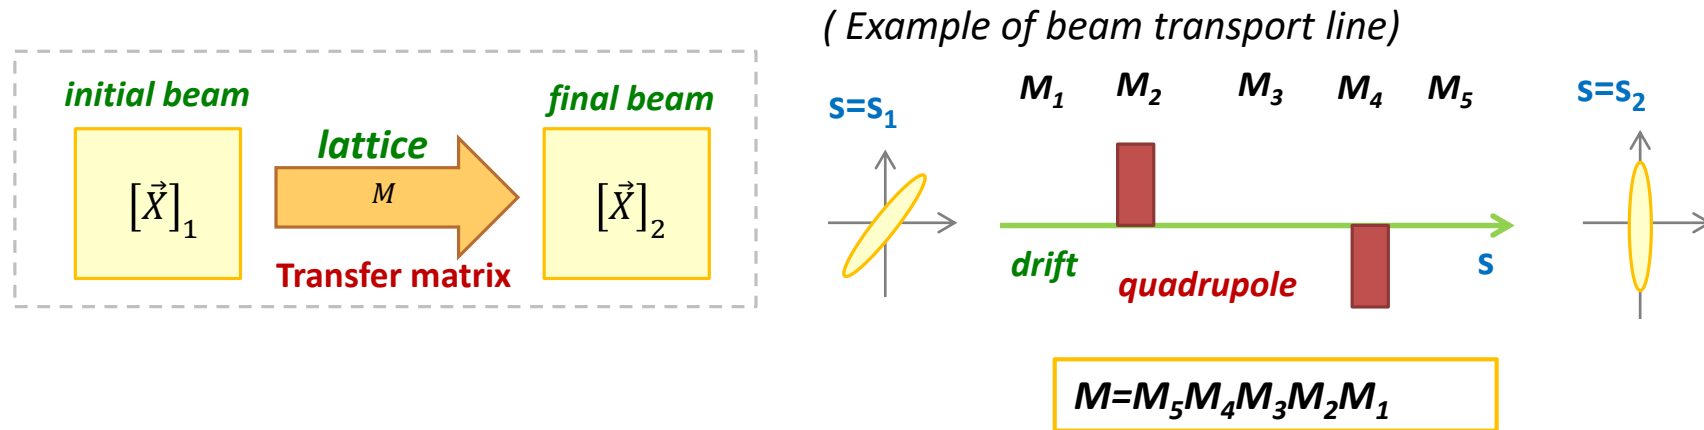 ( Example of beam transport line)
initial beam
final beam
lattice
M
[X⃗]₁
[X⃗]₂
Transfer matrix
M₁ M₂ M₃ M₄ M₅
s=s₁
s=s₂
drift
quadrupole
s
M=M₅M₄M₃M₂M₁